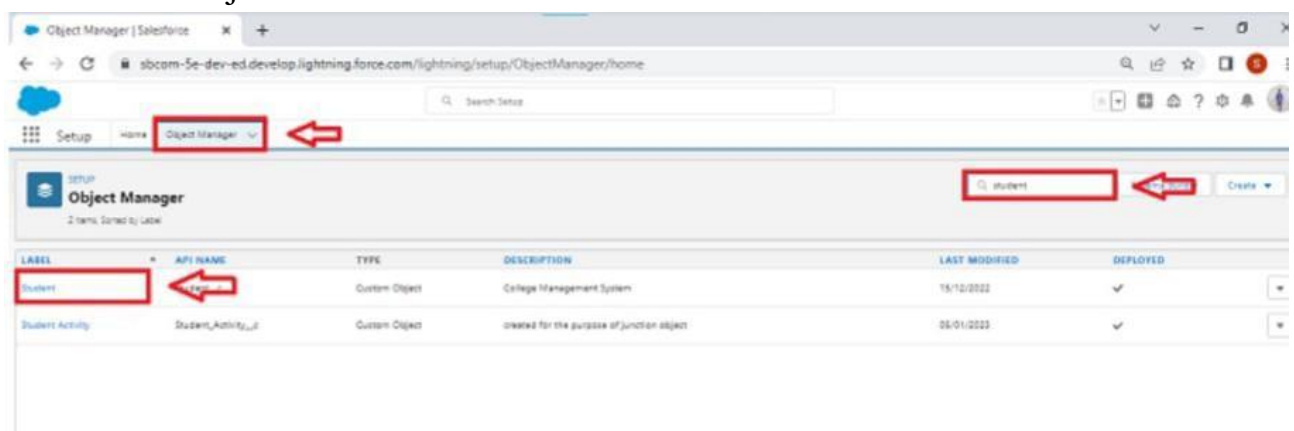 Object Manager | Salesforce
sbcom-5e-dev-ed.develop.lightning.force.com/lightning/setup/ObjectManager/home
S
Search Setup
Setup Home Object Manager
SETUP
Object Manager
2 Items, Sorted by Label
student
Create
LABEL API NAME TYPE DESCRIPTION LAST MODIFIED DEPLOYED
Student Custom Object College Management System 15/12/2022
Student Activity Student_Activity__c Custom Object created for the purpose of junction object 05/01/2023